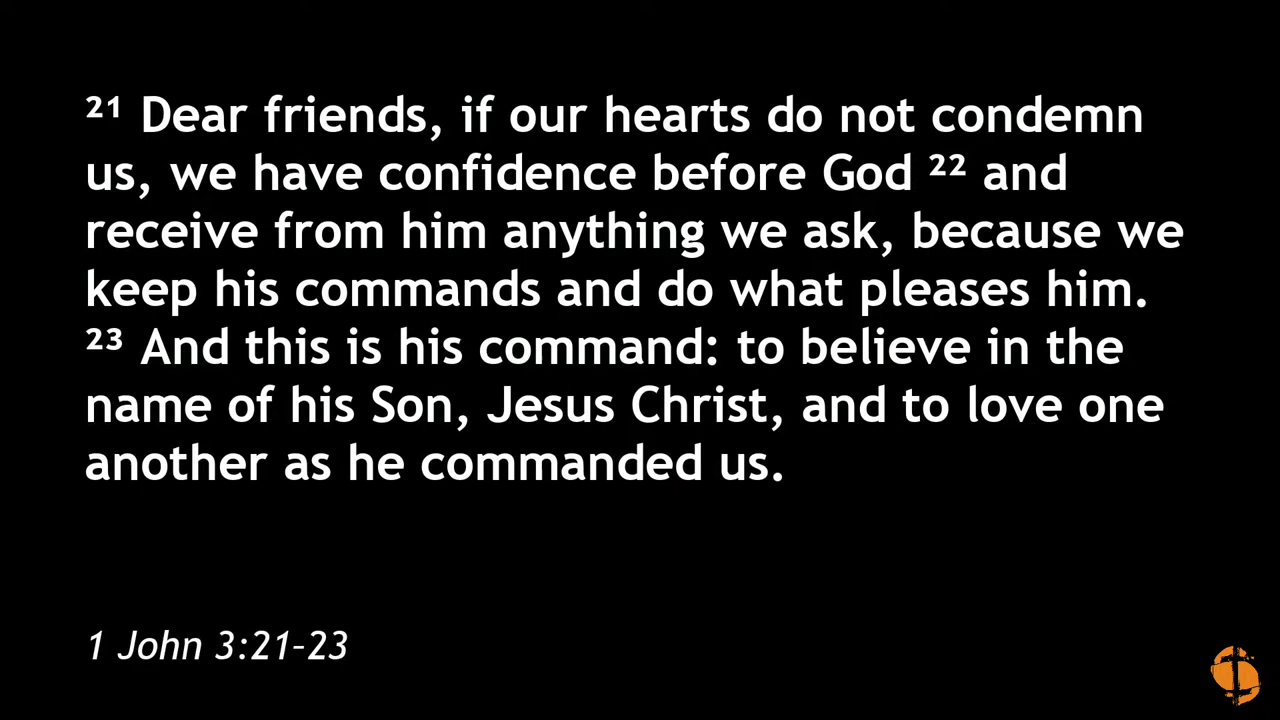 ²¹ Dear friends, if our hearts do not condemn
us, we have confidence before God ²² and
receive from him anything we ask, because we
keep his commands and do what pleases him.
²³ And this is his command: to believe in the
name of his Son, Jesus Christ, and to love one
another as he commanded us.
1 John 3:21–23